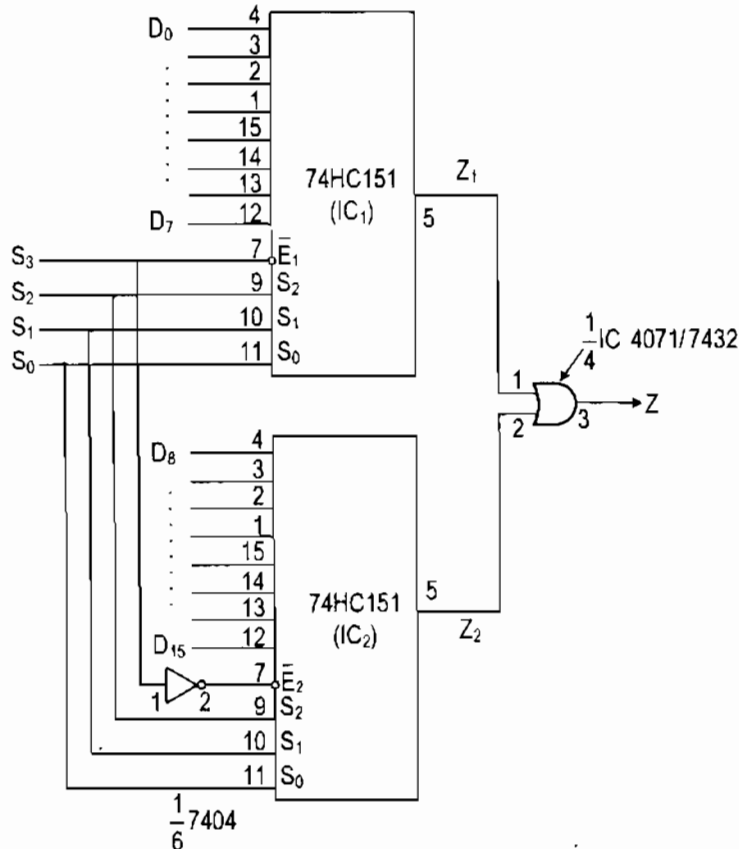 D₀ 4
3
2
1
15
14
13
D₇ 12
74HC151
(IC₁)
Z₁
5
S₃ 7 E̅₁
S₂ 9 S₂
S₁ 10 S₁
S₀ 11 S₀
1/4 IC 4071/7432
1
2
3 Z
D₈ 4
3
2
1
15
14
13
D₁₅ 12
74HC151
(IC₂)
5
Z₂
1 2 7 E̅₂
9 S₂
10 S₁
11 S₀
1/6 7404